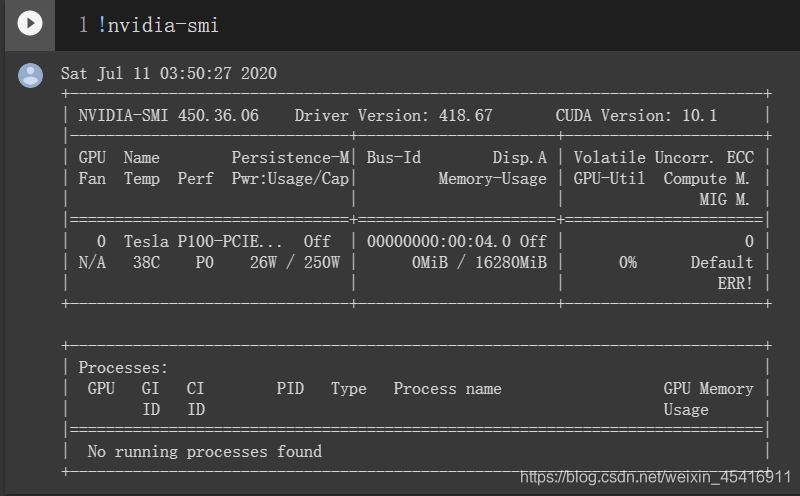 1 !nvidia-smi
Sat Jul 11 03:50:27 2020
+-----------------------------------------------------------------------------+
| NVIDIA-SMI 450.36.06    Driver Version: 418.67       CUDA Version: 10.1     |
|-------------------------------+----------------------+----------------------+
| GPU  Name        Persistence-M| Bus-Id        Disp.A | Volatile Uncorr. ECC |
| Fan  Temp  Perf  Pwr:Usage/Cap|         Memory-Usage | GPU-Util  Compute M. |
|                               |                      |               MIG M. |
|===============================+======================+======================|
|   0  Tesla P100-PCIE...  Off  | 00000000:00:04.0 Off |                    0 |
| N/A   38C    P0    26W / 250W |      0MiB / 16280MiB |      0%      Default |
|                               |                      |                 ERR! |
+-------------------------------+----------------------+----------------------+
+-----------------------------------------------------------------------------+
| Processes:                                                                  |
|  GPU   GI   CI        PID   Type   Process name                  GPU Memory |
|        ID   ID                                                   Usage      |
|=============================================================================|
|  No running processes found                                                 |
+-----------------------------------------------------------------------------+
https://blog.csdn.net/weixin_45416911